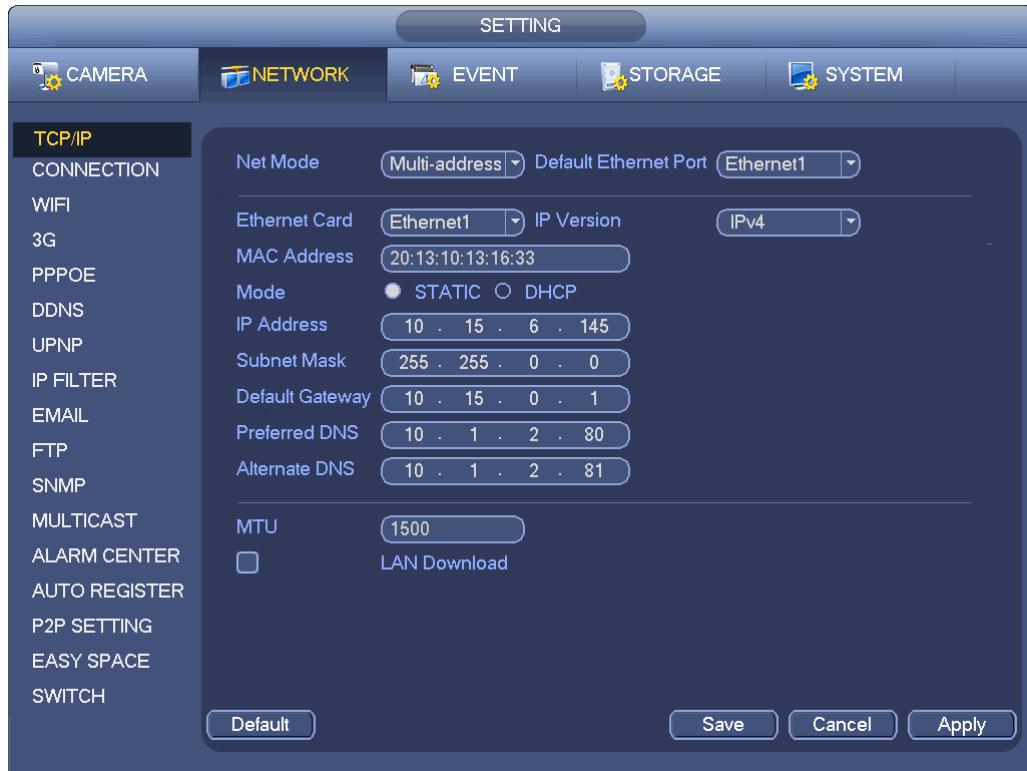 SETTING
CAMERA NETWORK EVENT STORAGE SYSTEM
TCP/IP
CONNECTION
WIFI
3G
PPPOE
DDNS
UPNP
IP FILTER
EMAIL
FTP
SNMP
MULTICAST
ALARM CENTER
AUTO REGISTER
P2P SETTING
EASY SPACE
SWITCH
Net Mode Multi-address Default Ethernet Port Ethernet1
Ethernet Card Ethernet1 IP Version IPv4
MAC Address 20:13:10:13:16:33
Mode STATIC DHCP
IP Address 10 . 15 . 6 . 145
Subnet Mask 255 . 255 . 0 . 0
Default Gateway 10 . 15 . 0 . 1
Preferred DNS 10 . 1 . 2 . 80
Alternate DNS 10 . 1 . 2 . 81
MTU 1500
LAN Download
Default Save Cancel Apply